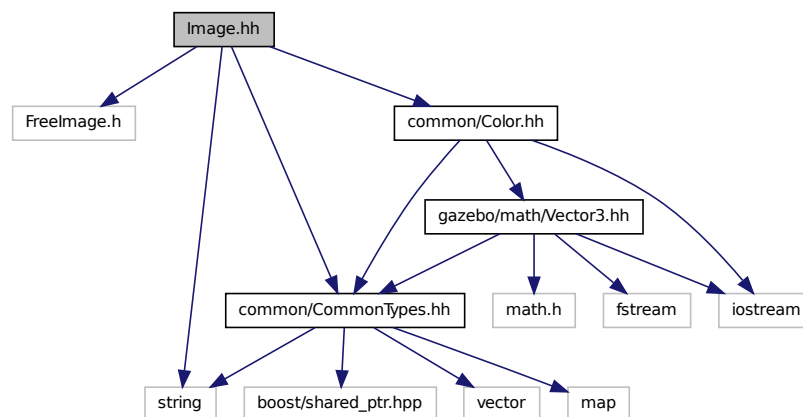 Image.hh
FreeImage.h
common/Color.hh
gazebo/math/Vector3.hh
common/CommonTypes.hh
math.h
fstream
iostream
string
boost/shared_ptr.hpp
vector
map